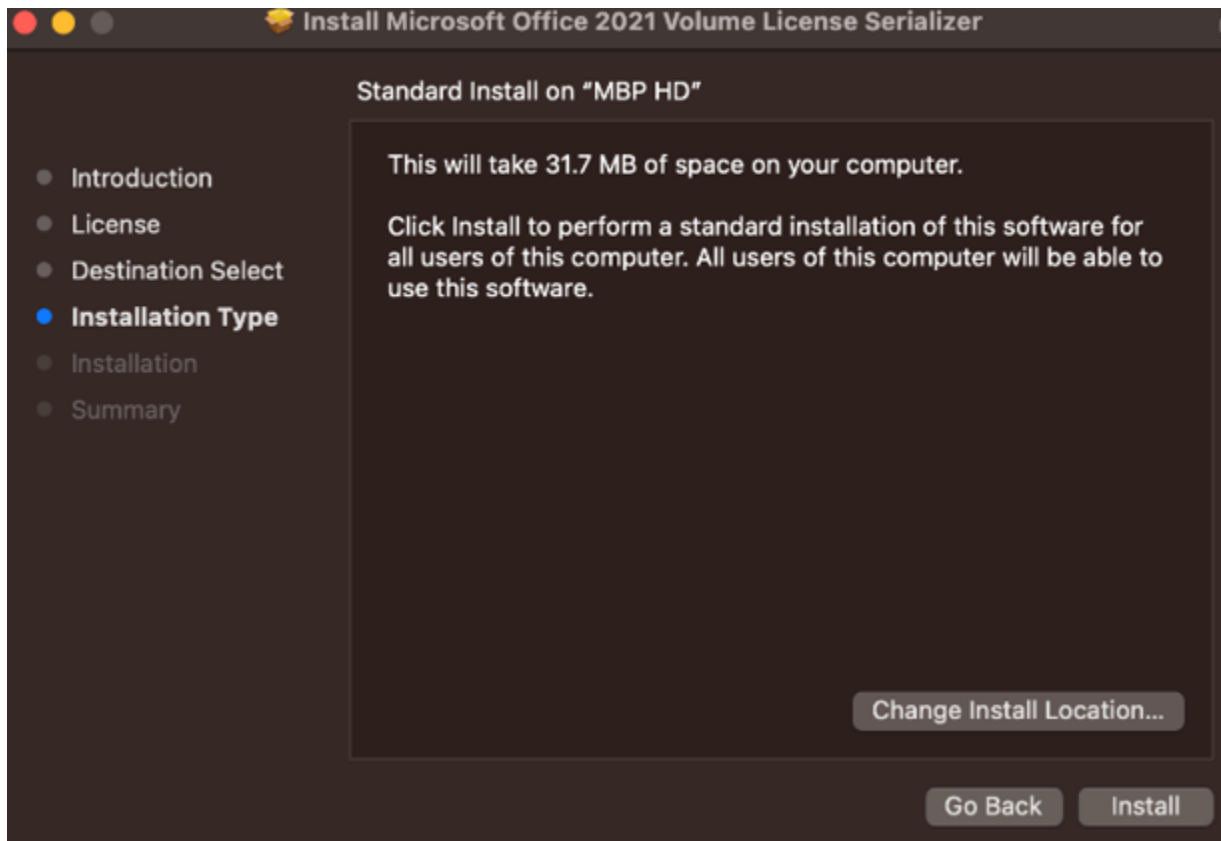 Install Microsoft Office 2021 Volume License Serializer
Standard Install on “MBP HD”
Introduction
License
Destination Select
Installation Type
Installation
Summary
This will take 31.7 MB of space on your computer.
Click Install to perform a standard installation of this software for
all users of this computer. All users of this computer will be able to
use this software.
Change Install Location...
Go Back
Install